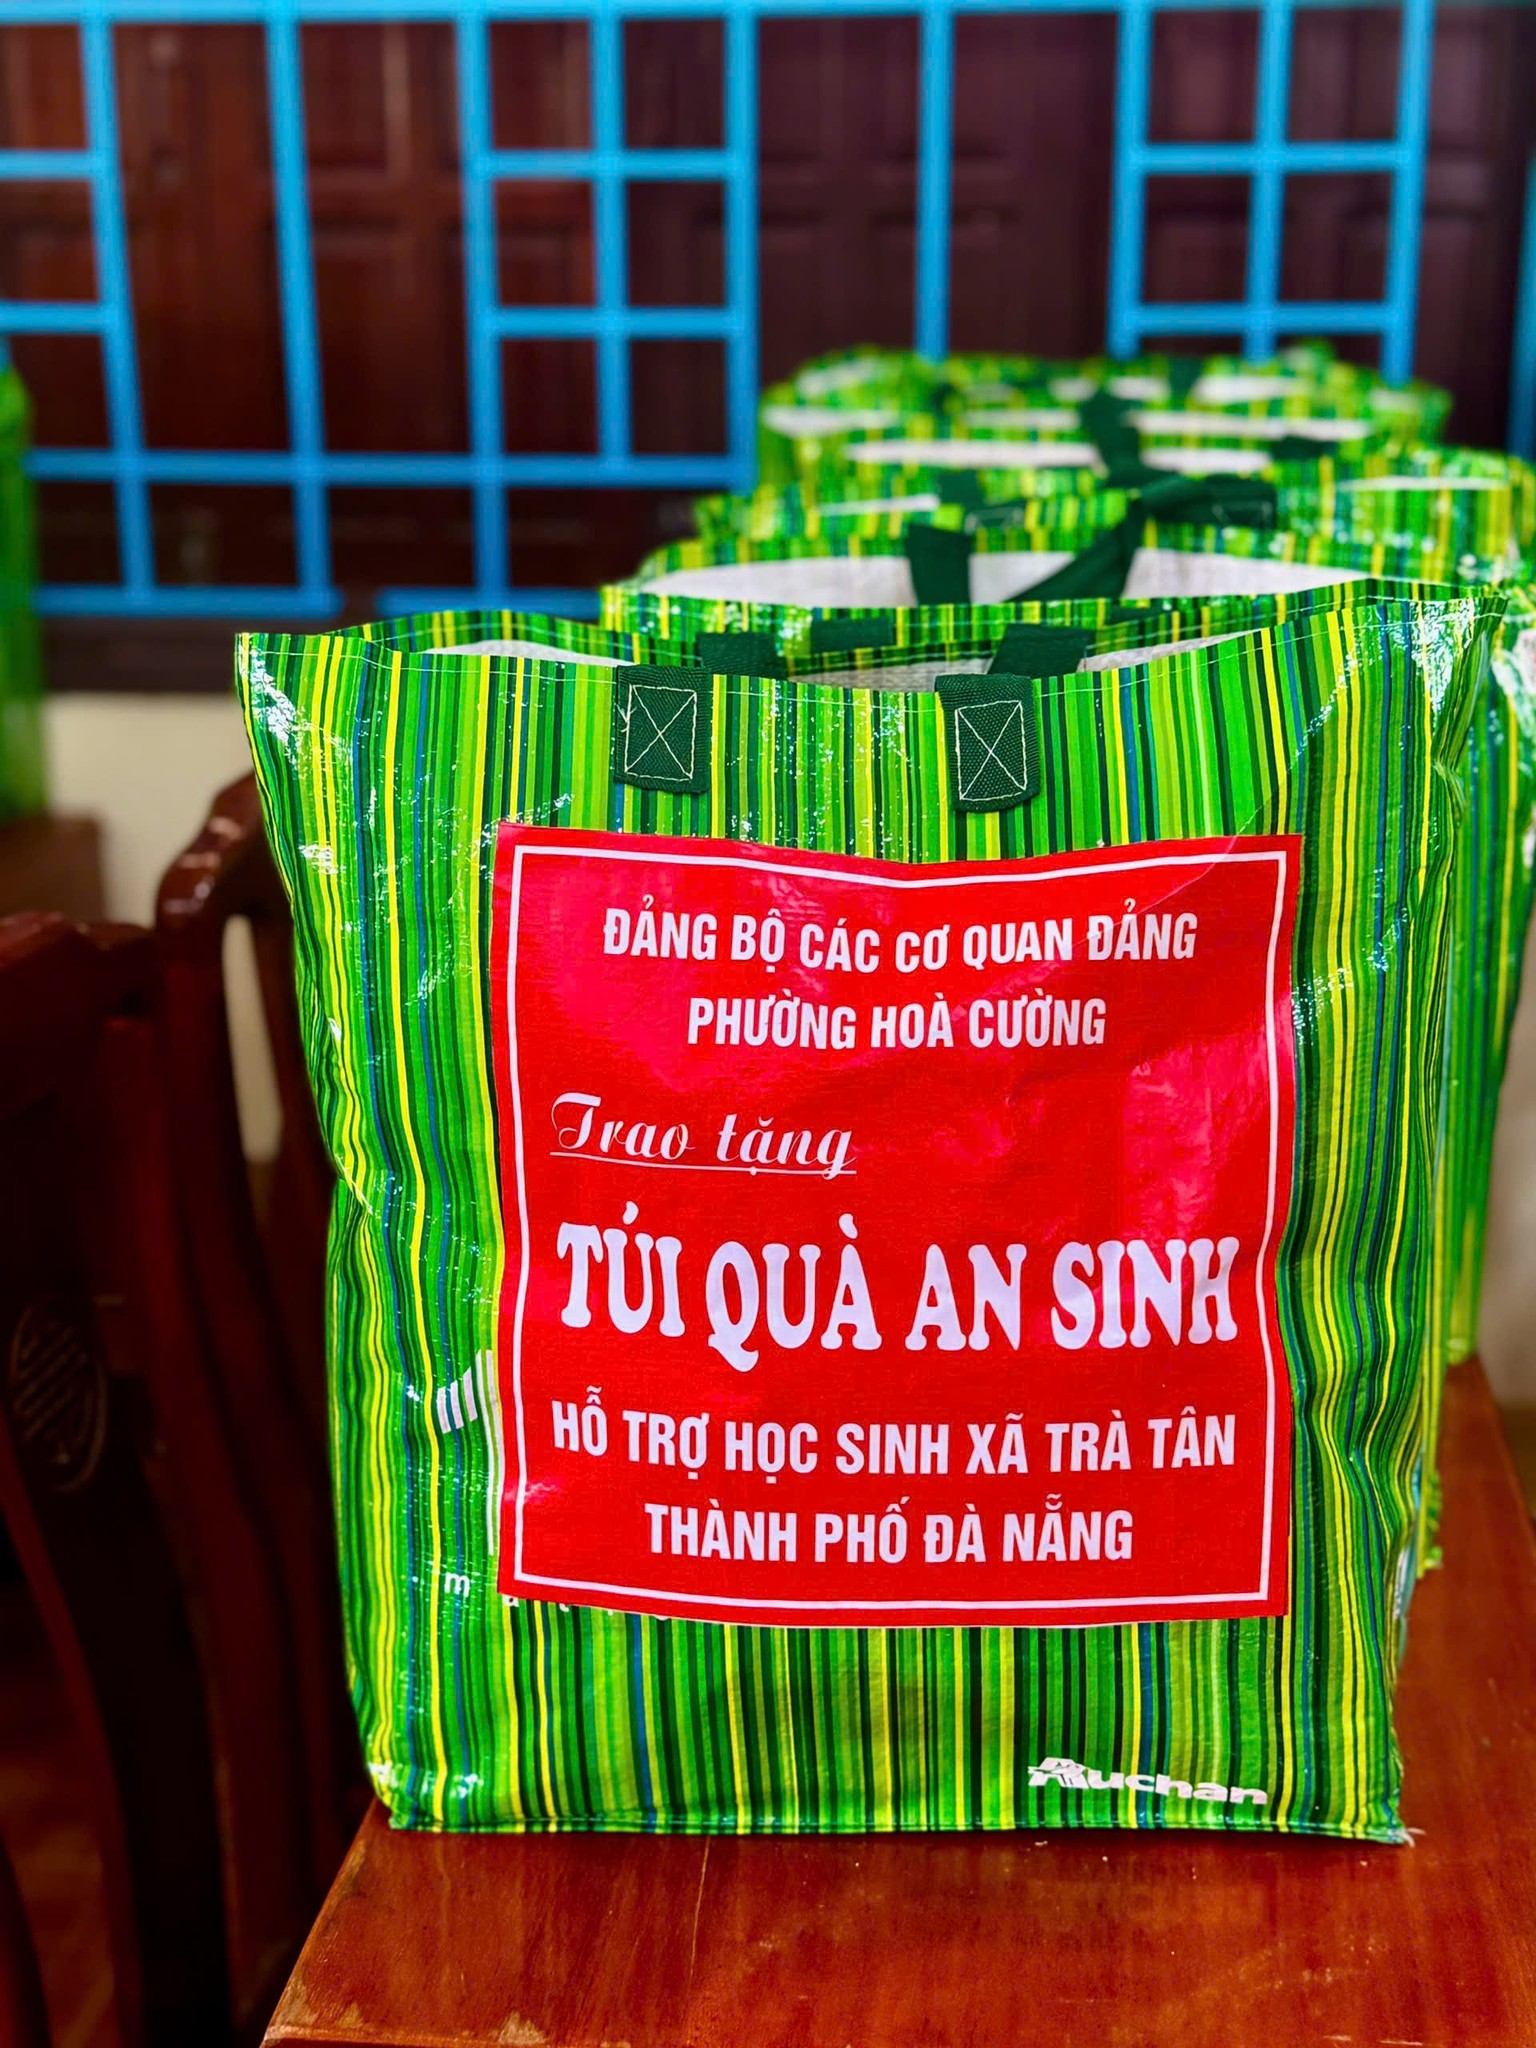 ĐẢNG BỘ CÁC CƠ QUAN ĐẢNG
PHƯỜNG HOÀ CƯỜNG
Trao tặng
TÚI QUÀ AN SINH
HỖ TRỢ HỌC SINH XÃ TRÀ TÂN
THÀNH PHỐ ĐÀ NẴNG
Auchan